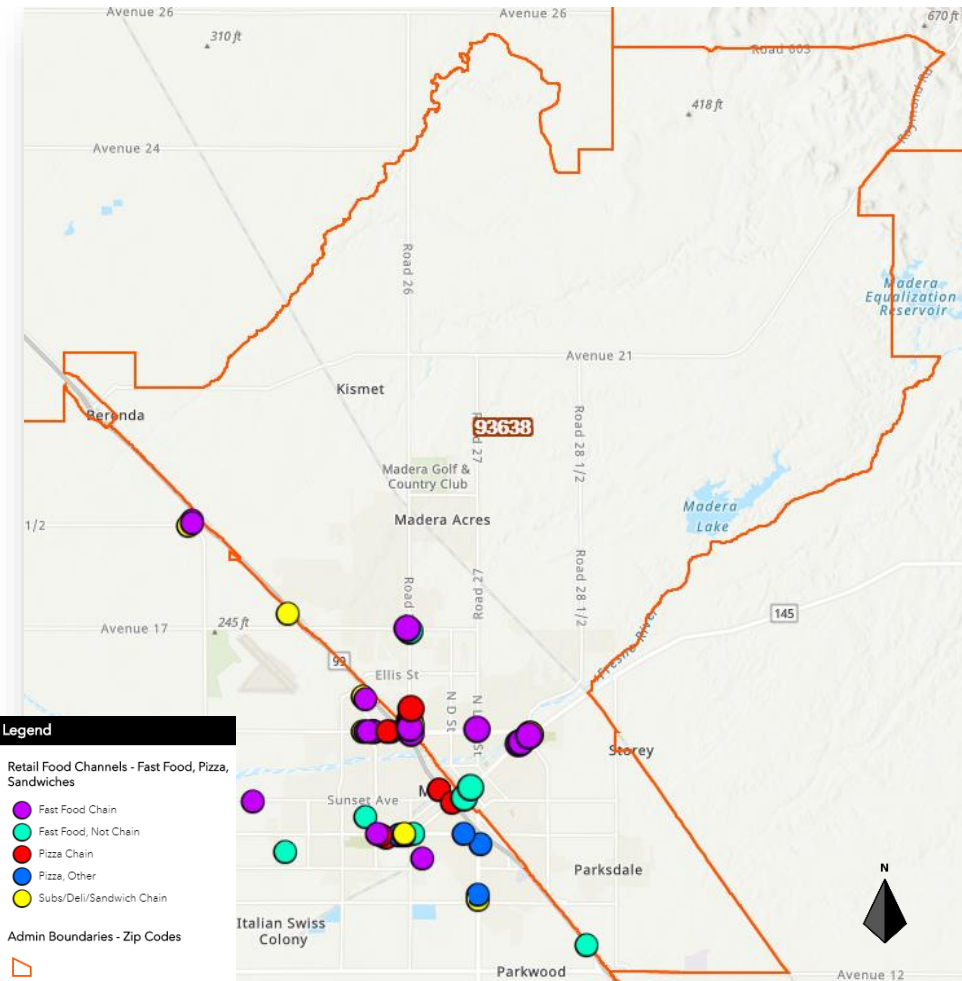 Avenue 26
Avenue 26
670 ft
310 ft
Road 603
Raymond Rd
418 ft
Avenue 24
Road 26
Madera
Equalization
Reservoir
Avenue 21
Kismet
Berenda
93638
Road 28 1/2
Madera Golf &
Country Club
Madera
Lake
1/2
Madera Acres
Road 27
Road 28 1/2
Road
145
Avenue 17
245 ft
Fresno River
99
Ellis St
N D St
Storey
Legend
Retail Food Channels - Fast Food, Pizza,
Sandwiches
Fast Food Chain
Fast Food, Not Chain
Pizza Chain
Pizza, Other
Subs/Deli/Sandwich Chain
Admin Boundaries - Zip Codes
Sunset Ave
Parksdale
N
Italian Swiss
Colony
Parkwood
Avenue 12